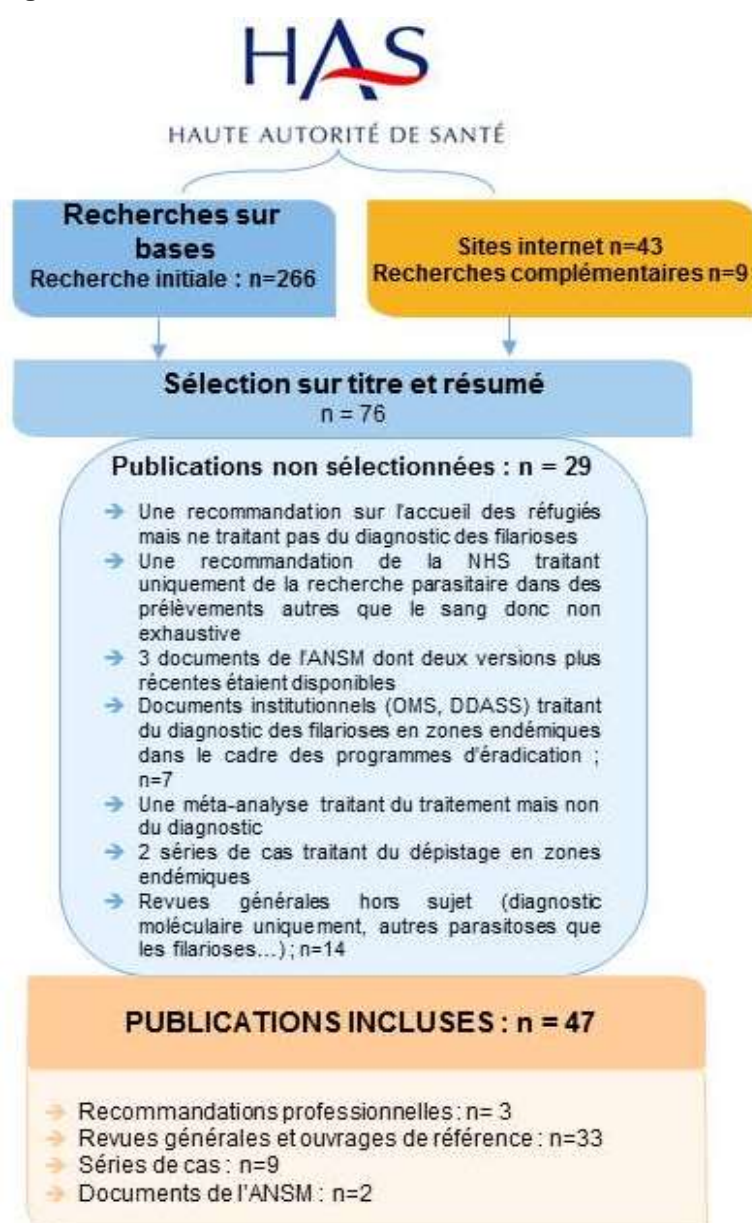 HAS
HAUTE AUTORITÉ DE SANTÉ
Recherches sur
bases
Recherche initiale : n=266
Sites internet n=43
Recherches complémentaires n=9
Sélection sur titre et résumé
n = 76
Publications non sélectionnées : n = 29
Une recommandation sur l'accueil des réfugiés
mais ne traitant pas du diagnostic des filarioses
Une recommandation de la NHS traitant
uniquement de la recherche parasitaire dans des
prélèvements autres que le sang donc non
exhaustive
3 documents de l'ANSM dont deux versions plus
récentes étaient disponibles
Documents institutionnels (OMS, DDASS) traitant
du diagnostic des filarioses en zones endémiques
dans le cadre des programmes d'éradication ;
n=7
Une méta-analyse traitant du traitement mais non
du diagnostic
2 séries de cas traitant du dépistage en zones
endémiques
Revues générales hors sujet (diagnostic
moléculaire uniquement, autres parasitoses que
les filarioses...) ; n=14
PUBLICATIONS INCLUSES : n = 47
Recommandations professionnelles : n= 3
Revues générales et ouvrages de référence : n=33
Séries de cas : n=9
Documents de l'ANSM : n=2